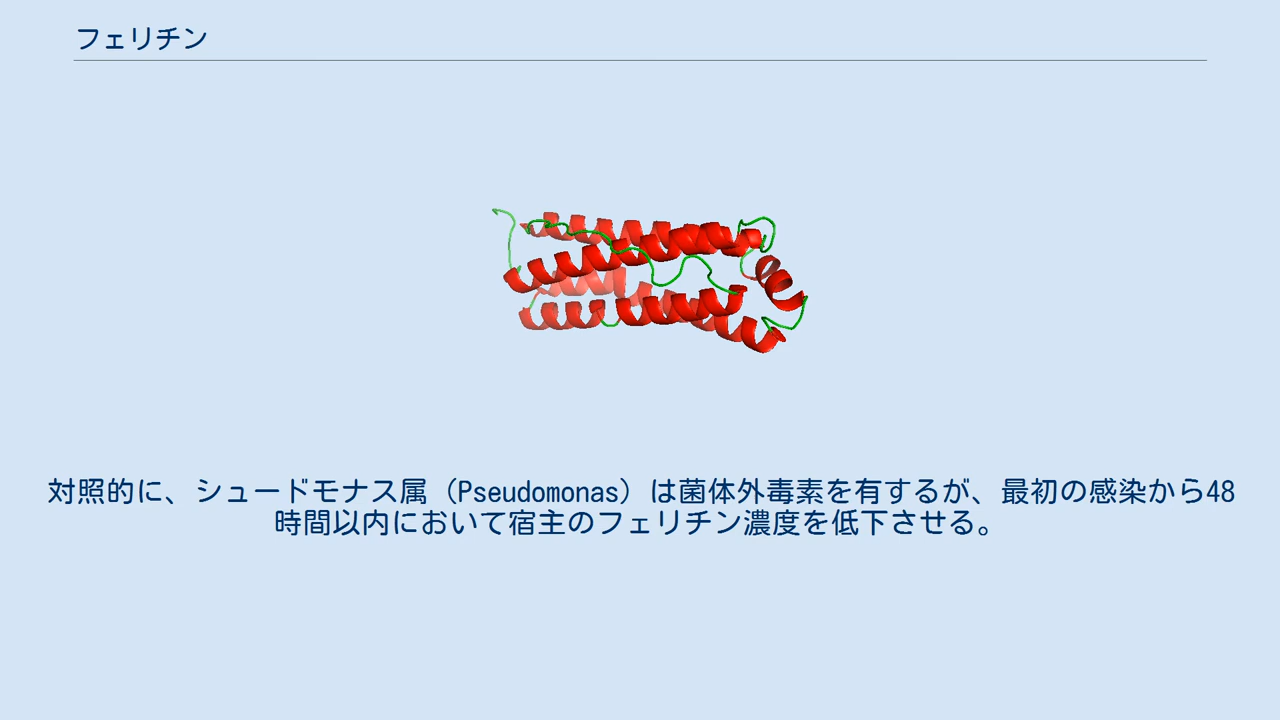 フェリチン
対照的に、シュードモナス属（Pseudomonas）は菌体外毒素を有するが、最初の感染から48
時間以内において宿主のフェリチン濃度を低下させる。